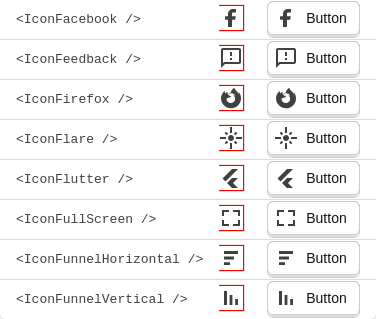 <IconFacebook /> Button
<IconFeedback /> Button
<IconFirefox /> Button
<IconFlare /> Button
<IconFlutter /> Button
<IconFullScreen /> Button
<IconFunnelHorizontal /> Button
<IconFunnelVertical /> Button